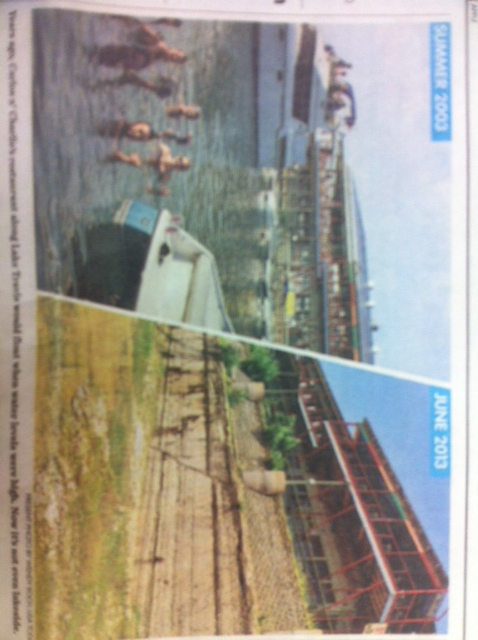 SUMMER 2003
JUNE 2013
Years ago, Carlos n' Charlie's restaurant along Lake Travis would float when water levels were high. Now it's not even lakeside.